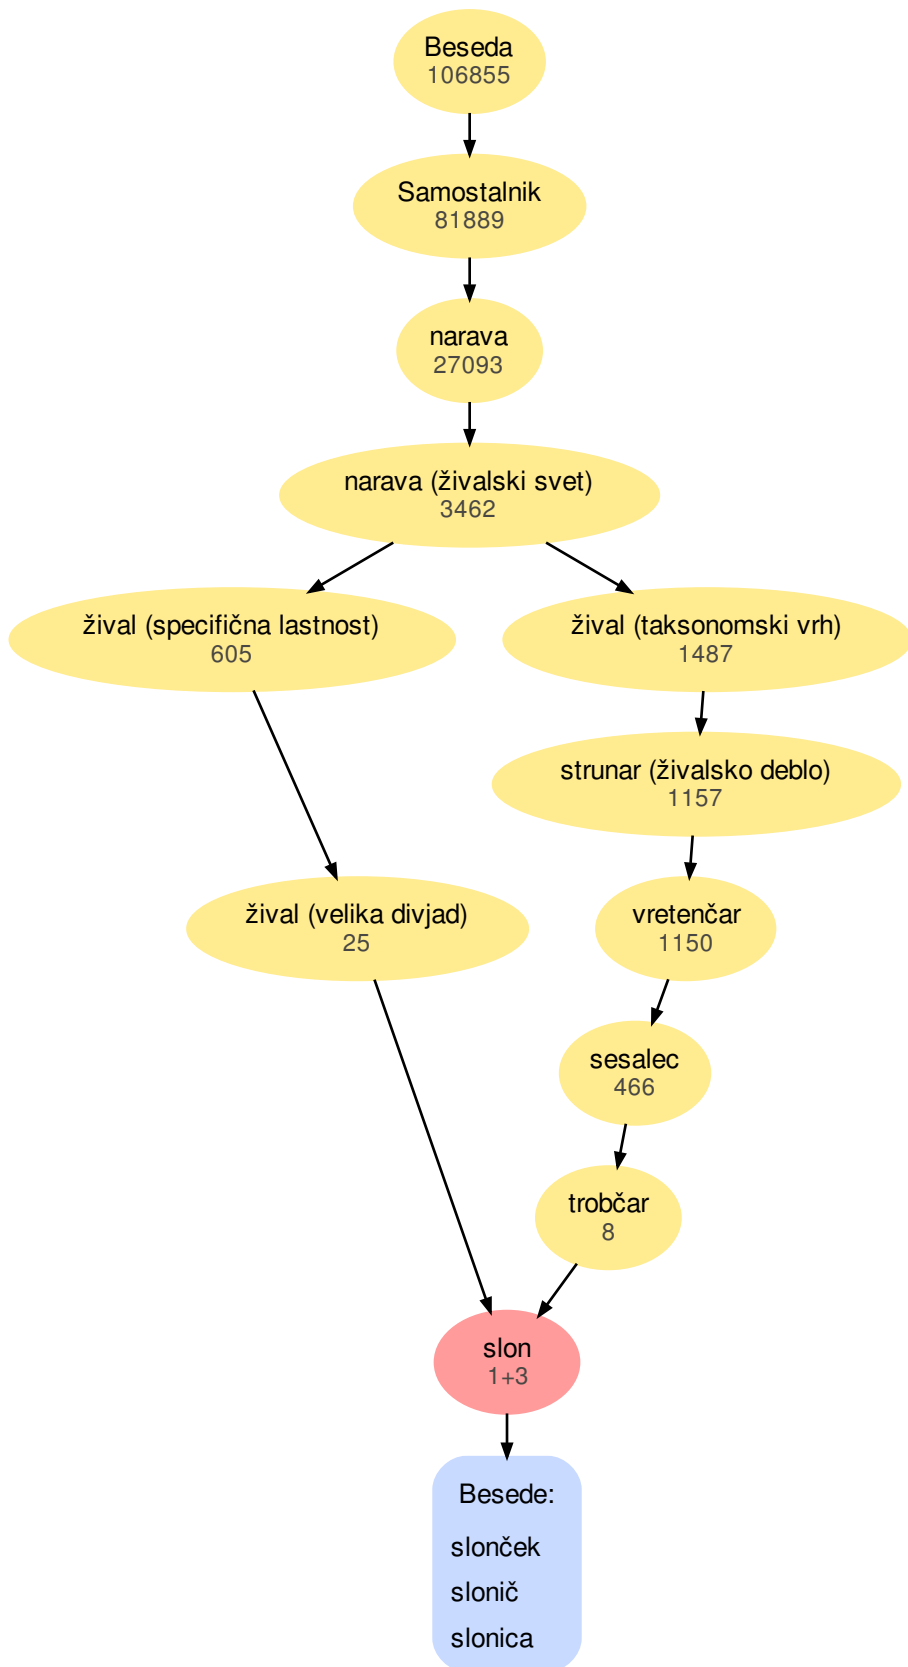 Beseda
106855
Samostalnik
81889
narava
27093
narava (živalski svet)
3462
žival (specifična lastnost)
605
žival (taksonomski vrh)
1487
strunar (živalsko deblo)
1157
žival (velika divjad)
25
vretenčar
1150
sesalec
466
trobčar
8
slon
1+3
Besede:
slonček
slonič
slonica